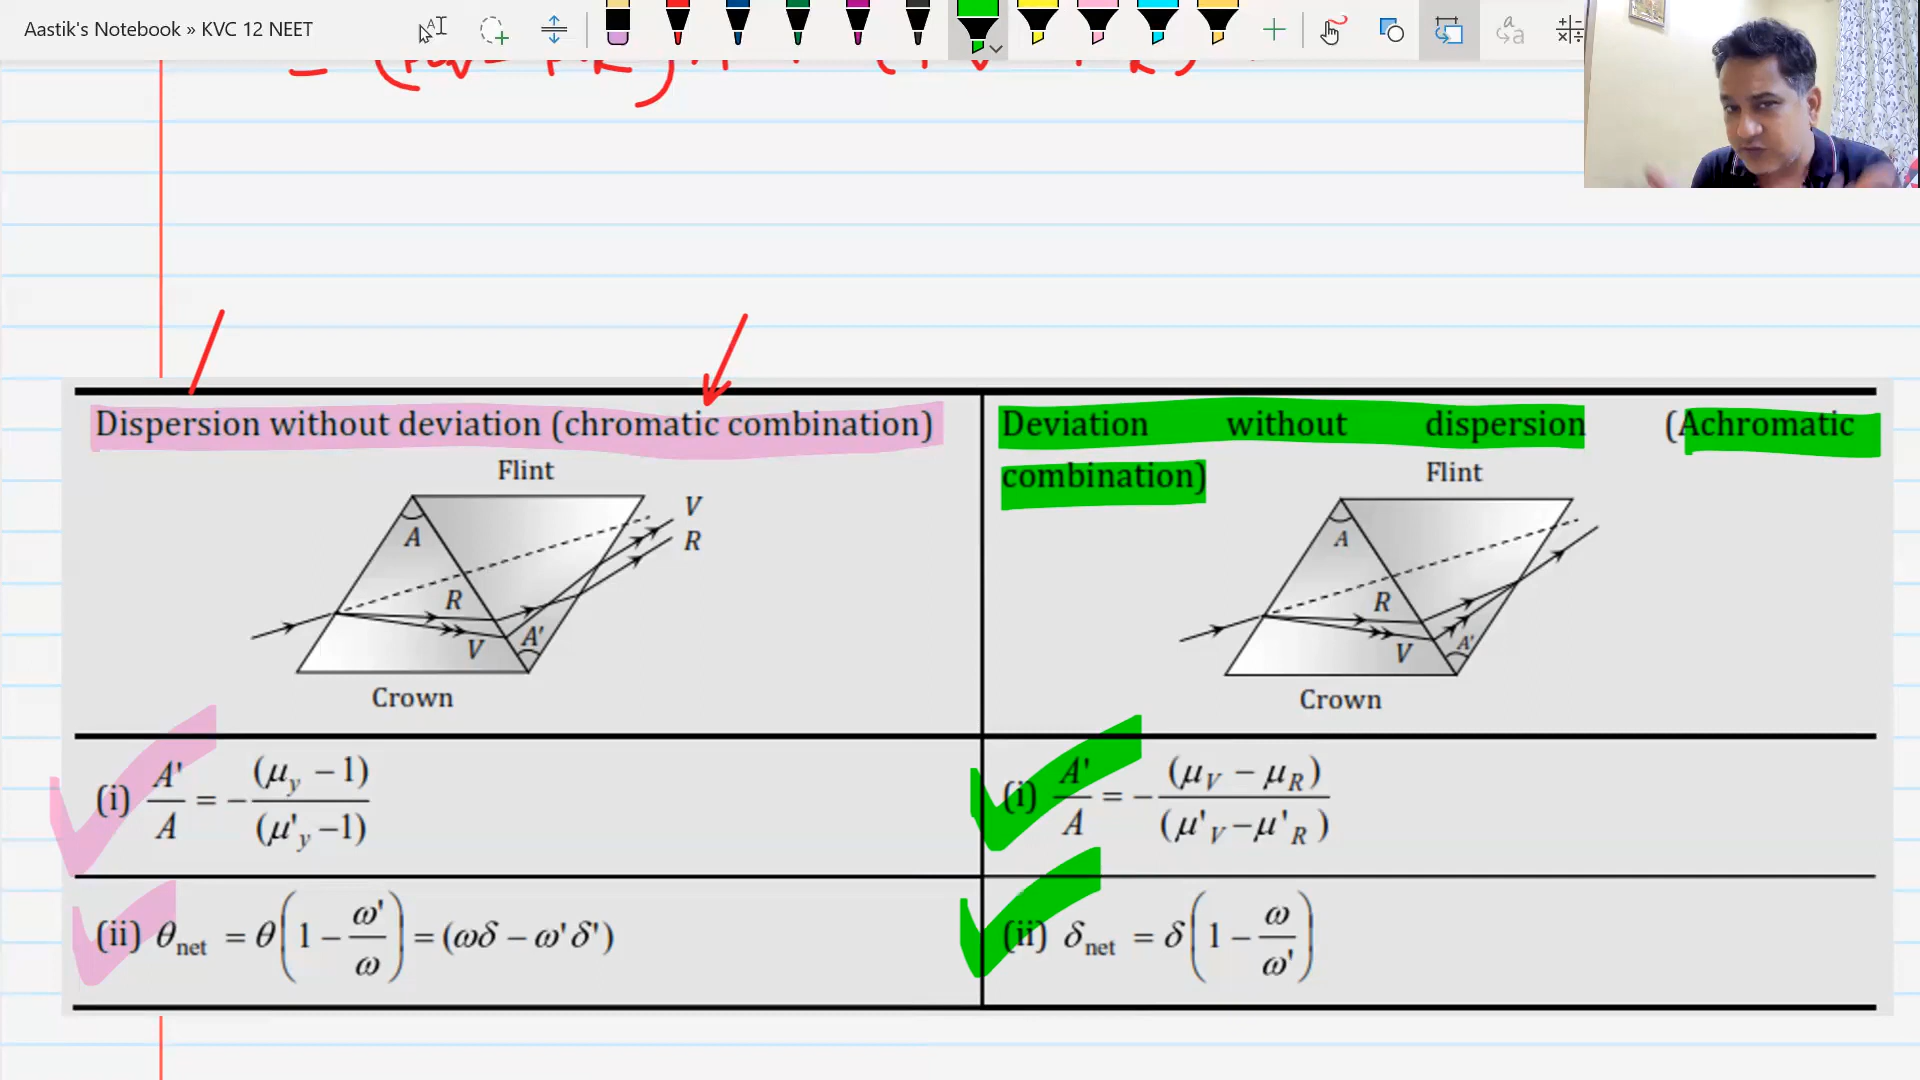 Aastik's Notebook » KVC 12 NEET
Dispersion without deviation (chromatic combination)
Flint
V
R
A
R
V
A'
Crown
Deviation without dispersion (Achromatic
combination)
Flint
A
R
V
A'
Crown
(i) A'/A = -(μy - 1)/(μ'y -1)
(i) A'/A = -(μV - μR)/(μ'V -μ'R)
(ii) θnet = θ(1 - ω'/ω) = (ωδ - ω'δ')
(ii) δnet = δ(1 - ω/ω')